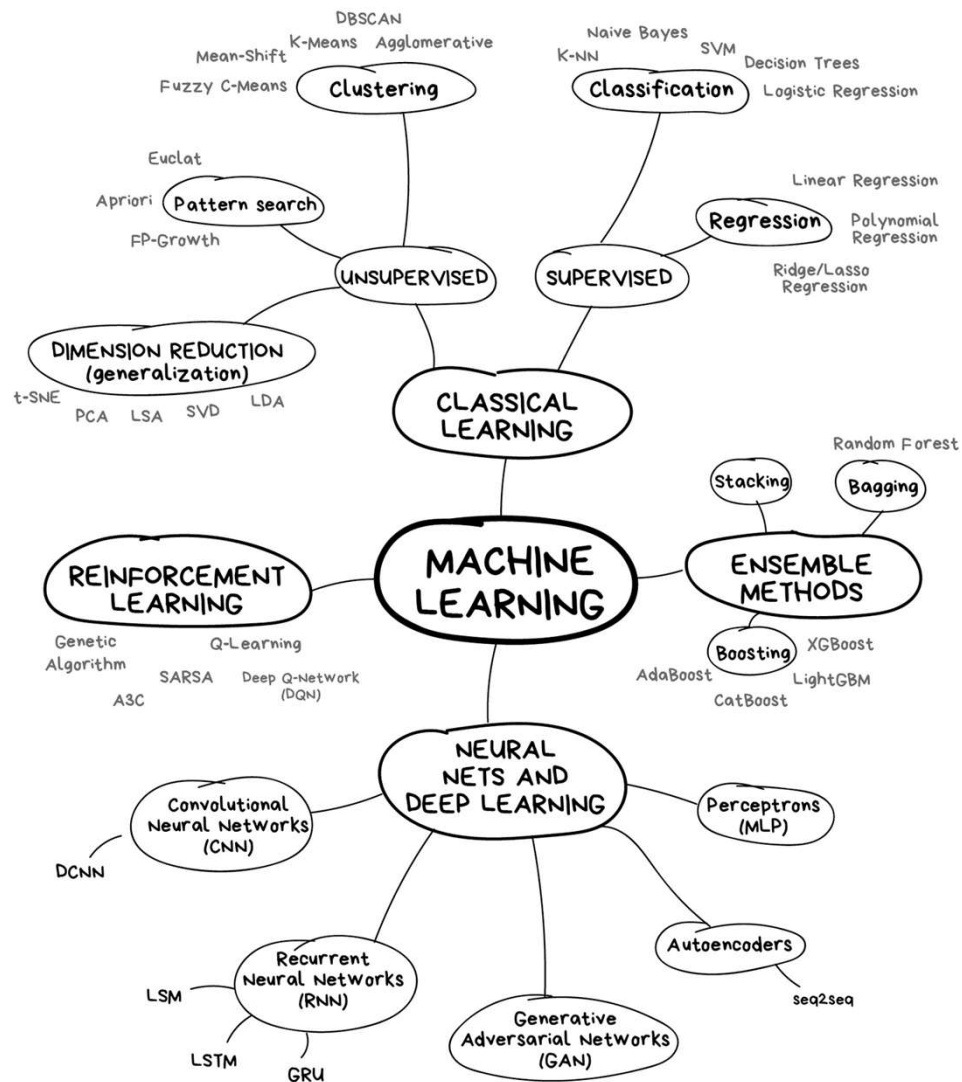 DBSCAN
K-Means
Agglomerative
Mean-Shift
Fuzzy C-Means
Clustering
Naive Bayes
SVM
K-NN
Decision Trees
Classification
Logistic Regression
Euclat
Apriori
Pattern search
FP-Growth
Linear Regression
Regression
Polynomial
Regression
Ridge/Lasso
Regression
UNSUPERVISED
SUPERVISED
DIMENSION REDUCTION
(generalization)
t-SNE
PCA
LSA
SVD
LDA
CLASSICAL
LEARNING
Random Forest
Stacking
Bagging
MACHINE
LEARNING
REINFORCEMENT
LEARNING
Genetic
Algorithm
Q-Learning
SARSA
Deep Q-Network
(DQN)
A3C
ENSEMBLE
METHODS
Boosting
XGBoost
AdaBoost
LightGBM
CatBoost
NEURAL
NETS AND
DEEP LEARNING
Convolutional
Neural Networks
(CNN)
DCNN
Perceptrons
(MLP)
Recurrent
Neural Networks
(RNN)
LSM
LSTM
GRU
Generative
Adversarial Networks
(GAN)
Autoencoders
seq2seq